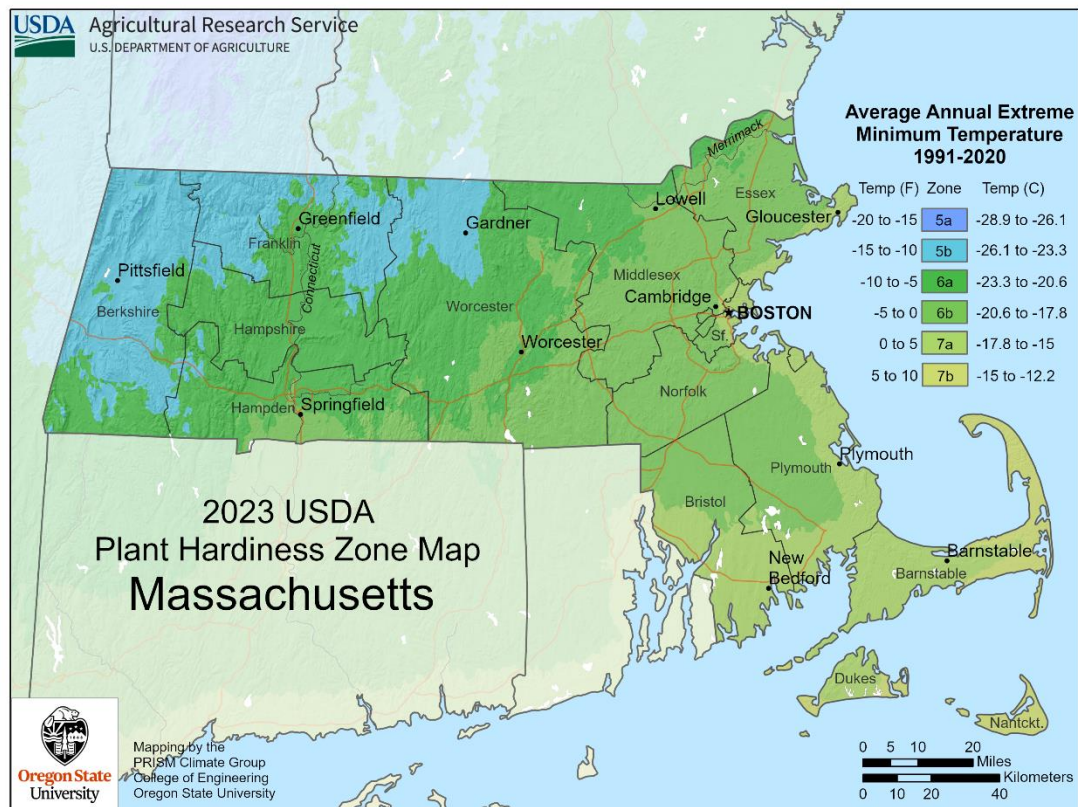 USDA
Agricultural Research Service
U.S. DEPARTMENT OF AGRICULTURE
Average Annual Extreme
Minimum Temperature
1991-2020
Temp (F) Zone Temp (C)
-20 to -15 5a -28.9 to -26.1
-15 to -10 5b -26.1 to -23.3
-10 to -5 6a -23.3 to -20.6
-5 to 0 6b -20.6 to -17.8
0 to 5 7a -17.8 to -15
5 to 10 7b -15 to -12.2
Merrimack
Essex
Lowell
Gloucester
Greenfield
Gardner
Franklin
Connecticut
Pittsfield
Middlesex
Berkshire
Worcester
Cambridge
BOSTON
Hampshire
Sf.
Worcester
Norfolk
Hampden
Springfield
Plymouth
Plymouth
Bristol
New
Bedford
Barnstable
Barnstable
Dukes
Nantckt.
2023 USDA
Plant Hardiness Zone Map
Massachusetts
Oregon State
University
Mapping by the
PRISM Climate Group
College of Engineering
Oregon State University
0 5 10 20
Miles
Kilometers
0 10 20 40